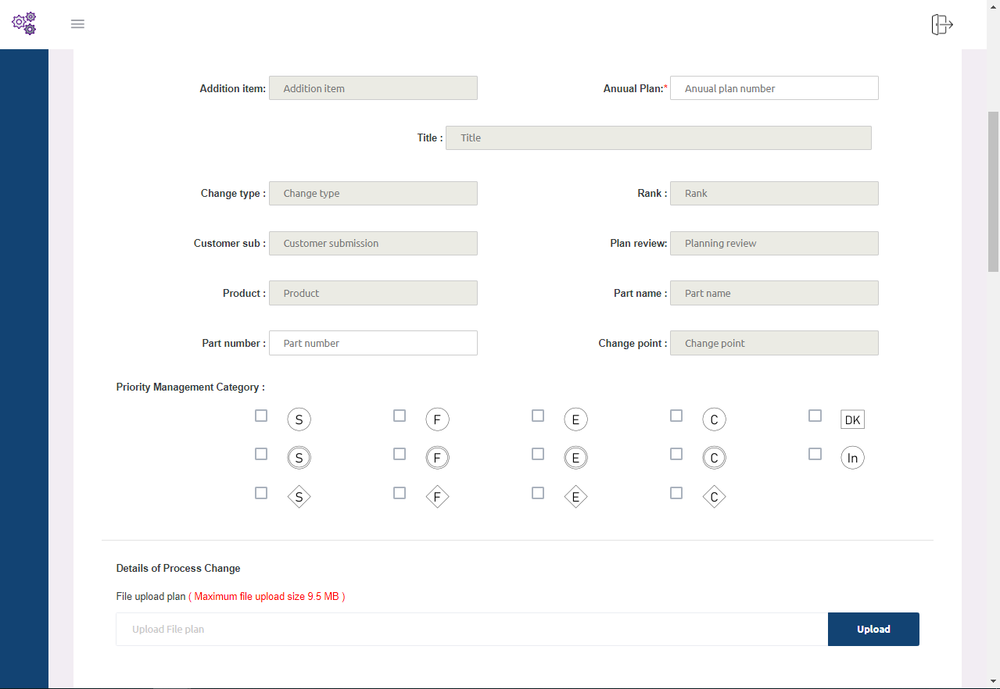 Addition item: Addition item Anuual Plan:* Anuual plan number
Title : Title
Change type : Change type Rank : Rank
Customer sub : Customer submission Plan review: Planning review
Product : Product Part name : Part name
Part number : Part number Change point : Change point
Priority Management Category :
S F E C DK
S F E C In
S F E C
Details of Process Change
File upload plan ( Maximum file upload size 9.5 MB )
Upload File plan Upload